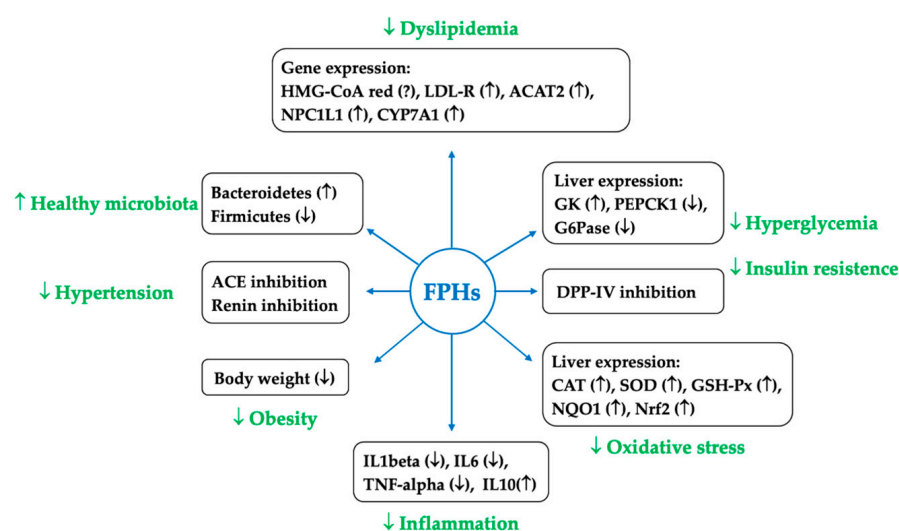 ↓ Dyslipidemia
Gene expression:
HMG-CoA red (?), LDL-R (↑), ACAT2 (↑),
NPC1L1 (↑), CYP7A1 (↑)
↑ Healthy microbiota
Bacteroidetes (↑)
Firmicutes (↓)
Liver expression:
GK (↑), PEPCK1 (↓),
G6Pase (↓)
↓ Hyperglycemia
↓ Insulin resistence
↓ Hypertension
ACE inhibition
Renin inhibition
FPHs
DPP-IV inhibition
Body weight (↓)
↓ Obesity
Liver expression:
CAT (↑), SOD (↑), GSH-Px (↑),
NQO1 (↑), Nrf2 (↑)
↓ Oxidative stress
IL1beta (↓), IL6 (↓),
TNF-alpha (↓), IL10(↑)
↓ Inflammation